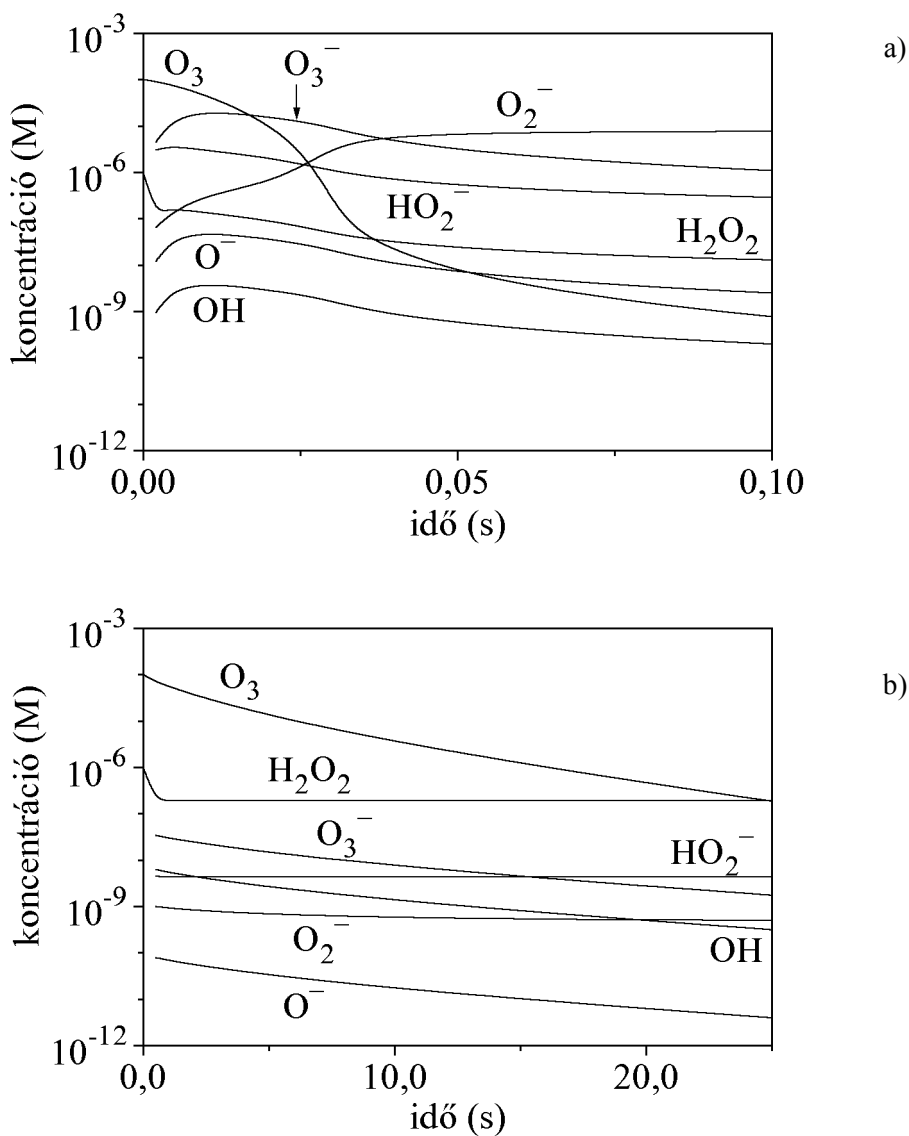 a)
koncentráció (M)
10⁻³
10⁻⁶
10⁻⁹
10⁻¹²
O₃
O₃⁻
O₂⁻
HO₂⁻
H₂O₂
O⁻
OH
0,00
0,05
0,10
idő (s)
b)
koncentráció (M)
10⁻³
10⁻⁶
10⁻⁹
10⁻¹²
O₃
H₂O₂
O₃⁻
HO₂⁻
O₂⁻
OH
O⁻
0,0
10,0
20,0
idő (s)